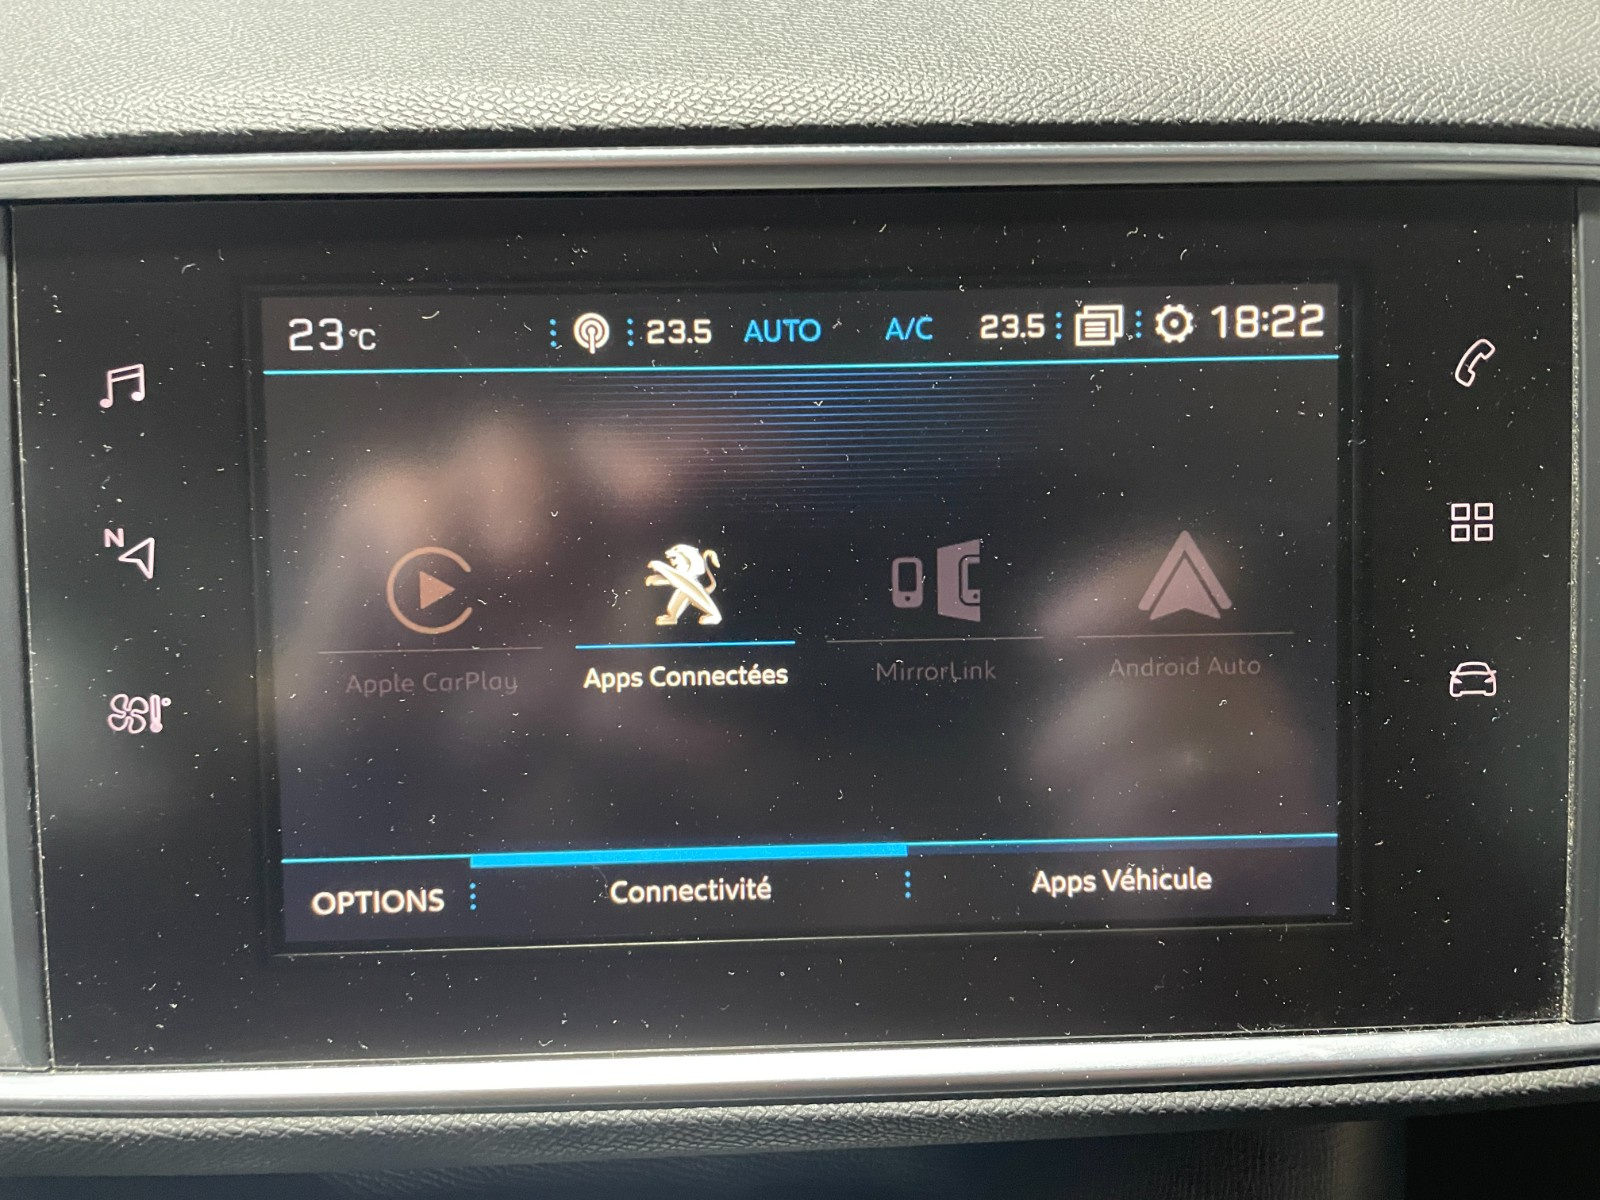 23°C 23.5 AUTO A/C 23.5 18:22
N
Apple CarPlay
Apps Connectées
MirrorLink
Android Auto
OPTIONS
Connectivité
Apps Véhicule